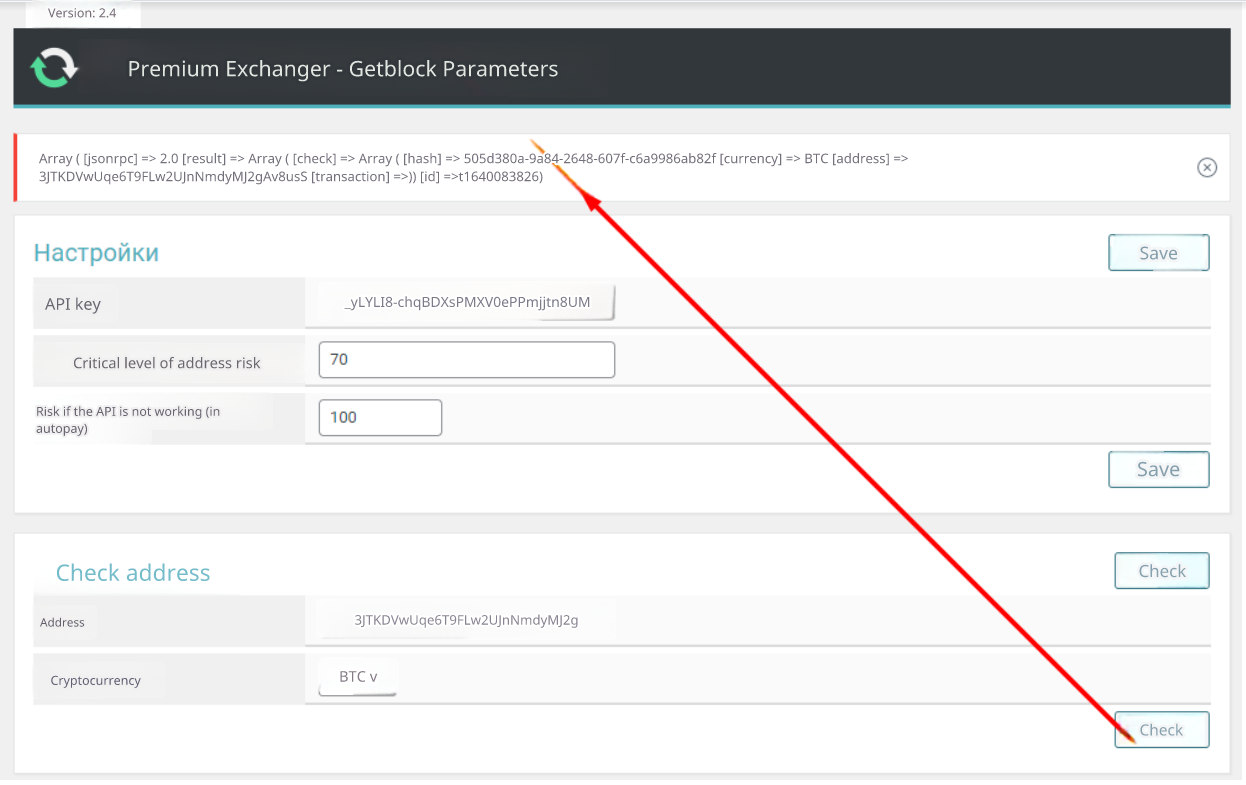 Version: 2.4
Premium Exchanger - Getblock Parameters
Array ( [jsonrpc] => 2.0 [result] => Array ( [check] => Array ( [hash] => 505d380a-9a84-2648-607f-c6a9986ab82f [currency] => BTC [address] =>
3JTKDVwUqe6T9FLw2UJnNmdyMJ2gAv8usS [transaction] =>)) [id] =>t1640083826)
Настройки
Save
API key
_yLYLI8-chqBDXsPMXV0ePPmjjtn8UM
Critical level of address risk
70
Risk if the API is not working (in
autopay)
100
Save
Check address
Check
Address
3JTKDVwUqe6T9FLw2UJnNmdyMJ2g
Cryptocurrency
BTC v
Check